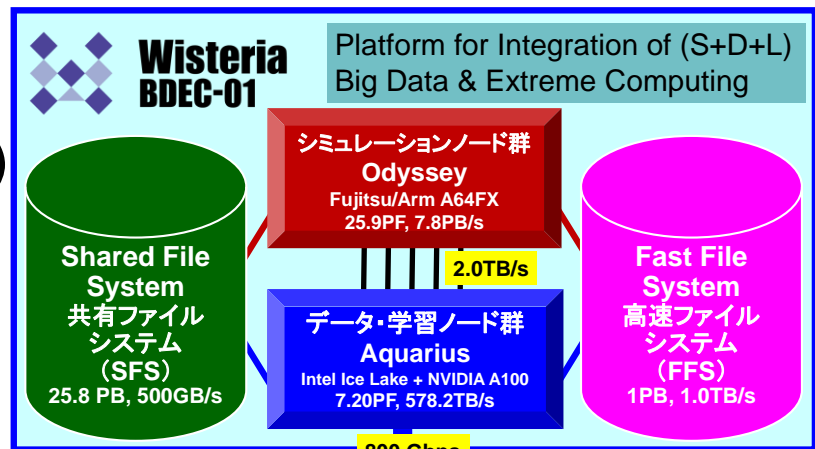 Wisteria
BDEC-01
Platform for Integration of (S+D+L)
Big Data & Extreme Computing
シミュレーションノード群
Odyssey
Fujitsu/Arm A64FX
25.9PF, 7.8PB/s
2.0TB/s
Shared File
System
共有ファイル
システム
（SFS）
25.8 PB, 500GB/s
データ・学習ノード群
Aquarius
Intel Ice Lake + NVIDIA A100
7.20PF, 578.2TB/s
Fast File
System
高速ファイル
システム
（FFS）
1PB, 1.0TB/s
800 Gbps